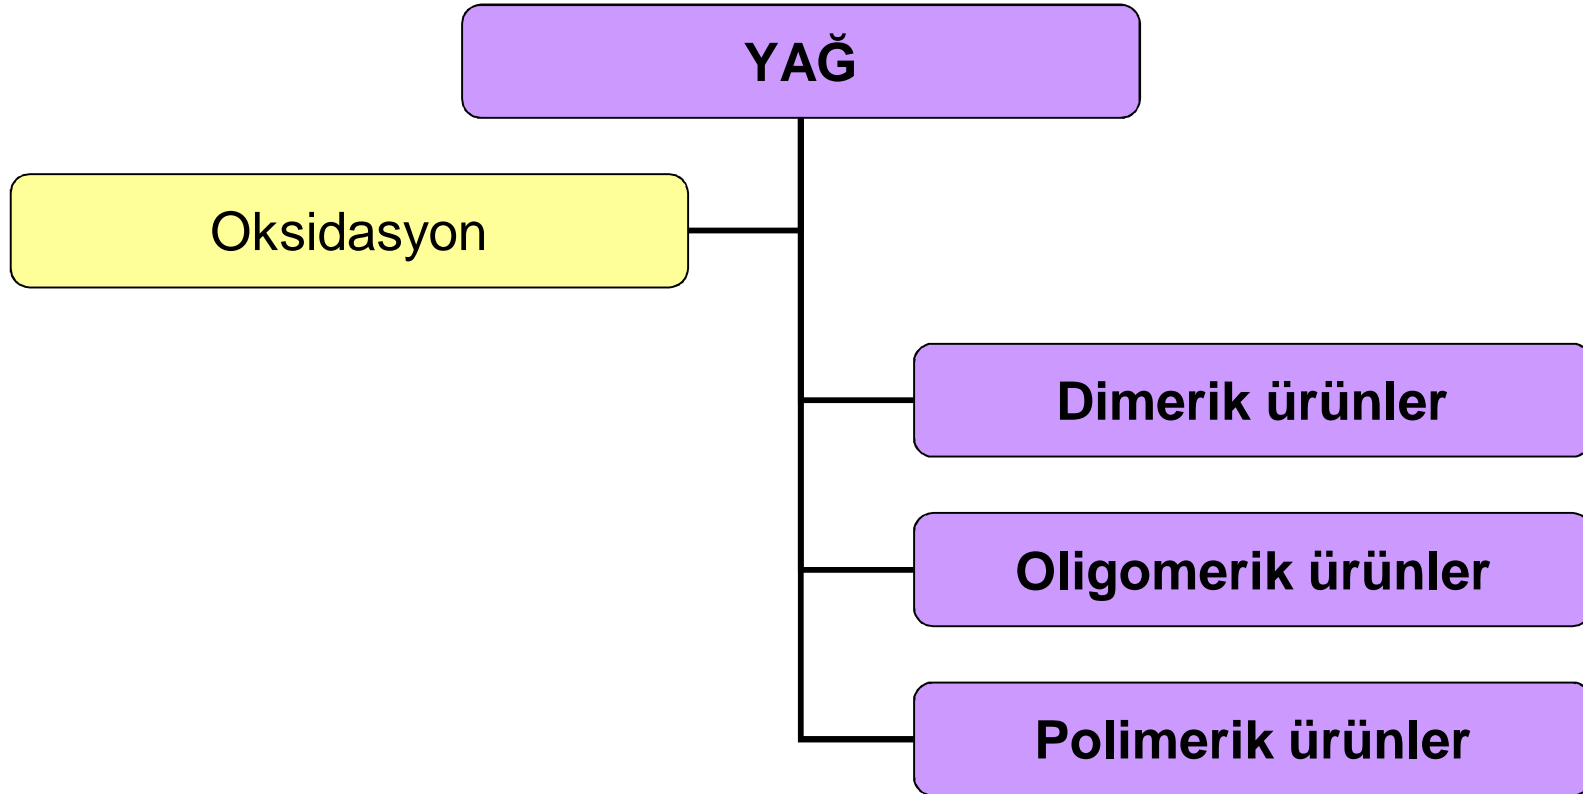 YAĞ
Oksidasyon
Dimerik ürünler
Oligomerik ürünler
Polimerik ürünler